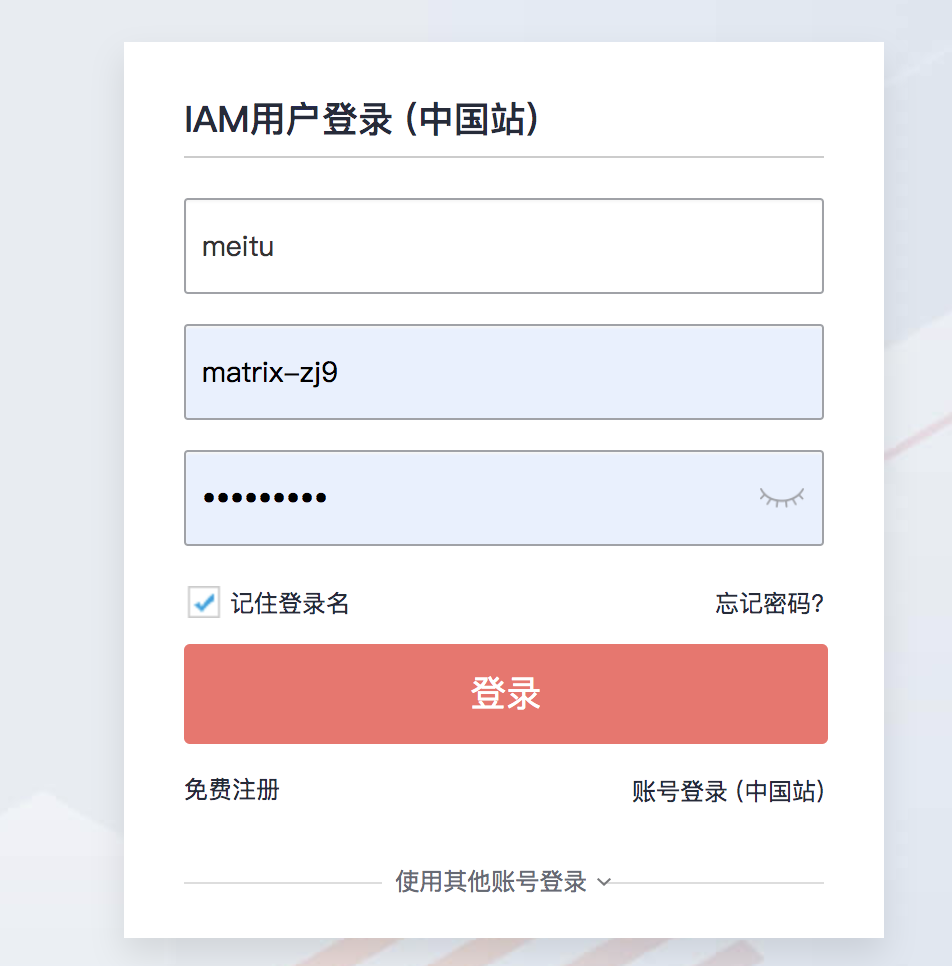 IAM用户登录 (中国站)
meitu
matrix-zj9
•••••••••
记住登录名 忘记密码?
登录
免费注册 账号登录 (中国站)
使用其他账号登录